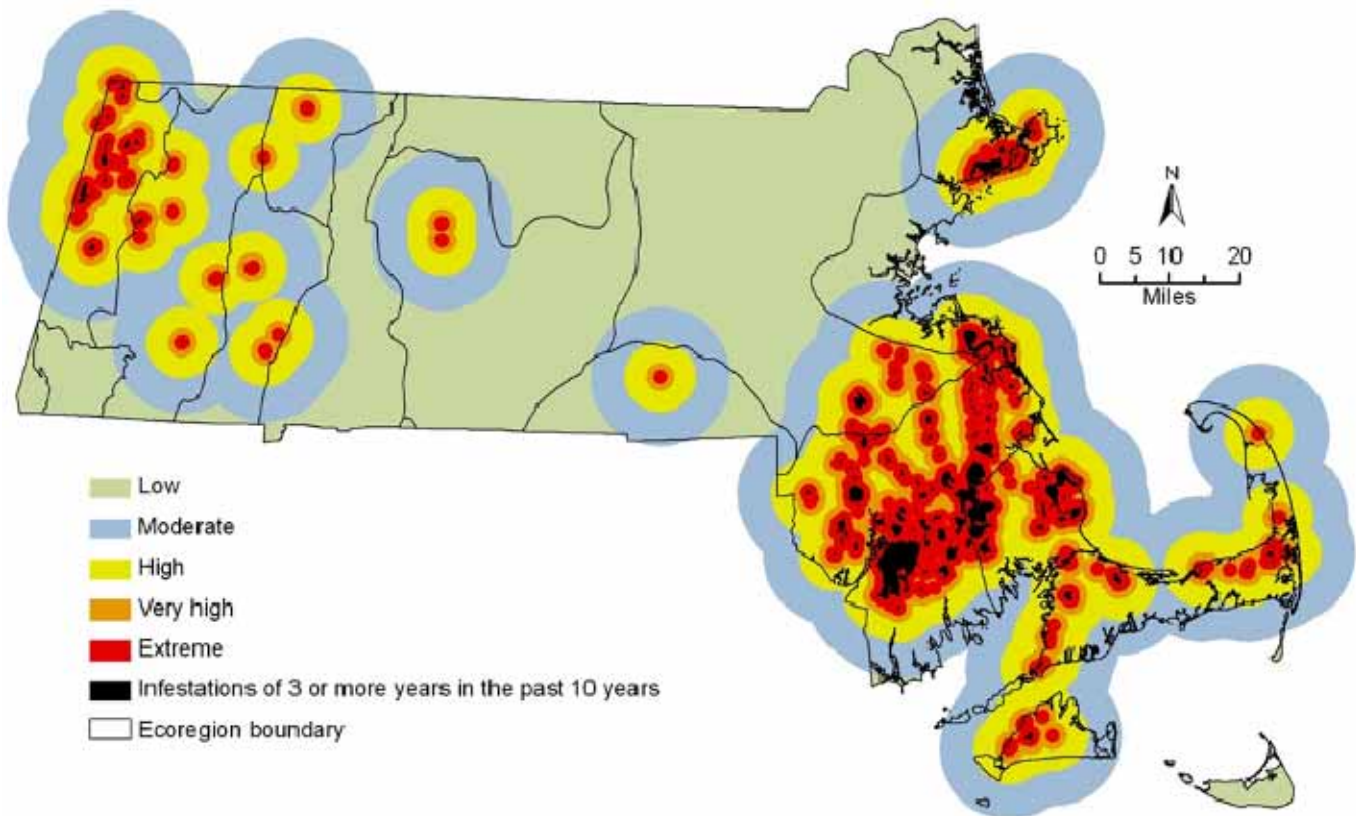 N
0 5 10 20
Miles
Low
Moderate
High
Very high
Extreme
Infestations of 3 or more years in the past 10 years
Ecoregion boundary